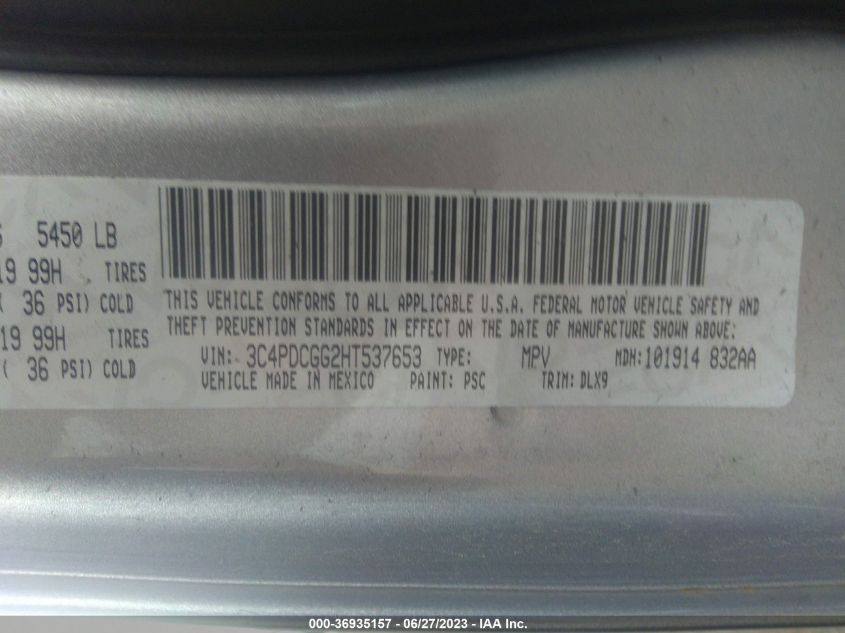 5450 LB
19 99H TIRES
( 36 PSI) COLD
19 99H TIRES
( 36 PSI) COLD
THIS VEHICLE CONFORMS TO ALL APPLICABLE U.S.A. FEDERAL MOTOR VEHICLE SAFETY AND
THEFT PREVENTION STANDARDS IN EFFECT ON THE DATE OF MANUFACTURE SHOWN ABOVE:
VIN: 3C4PDCGG2HT537653 TYPE: MPV MDH:101914 832AA
VEHICLE MADE IN MEXICO PAINT: PSC TRIM: DLX9
000-36935157 / 06/27/2023 - IAA Inc.